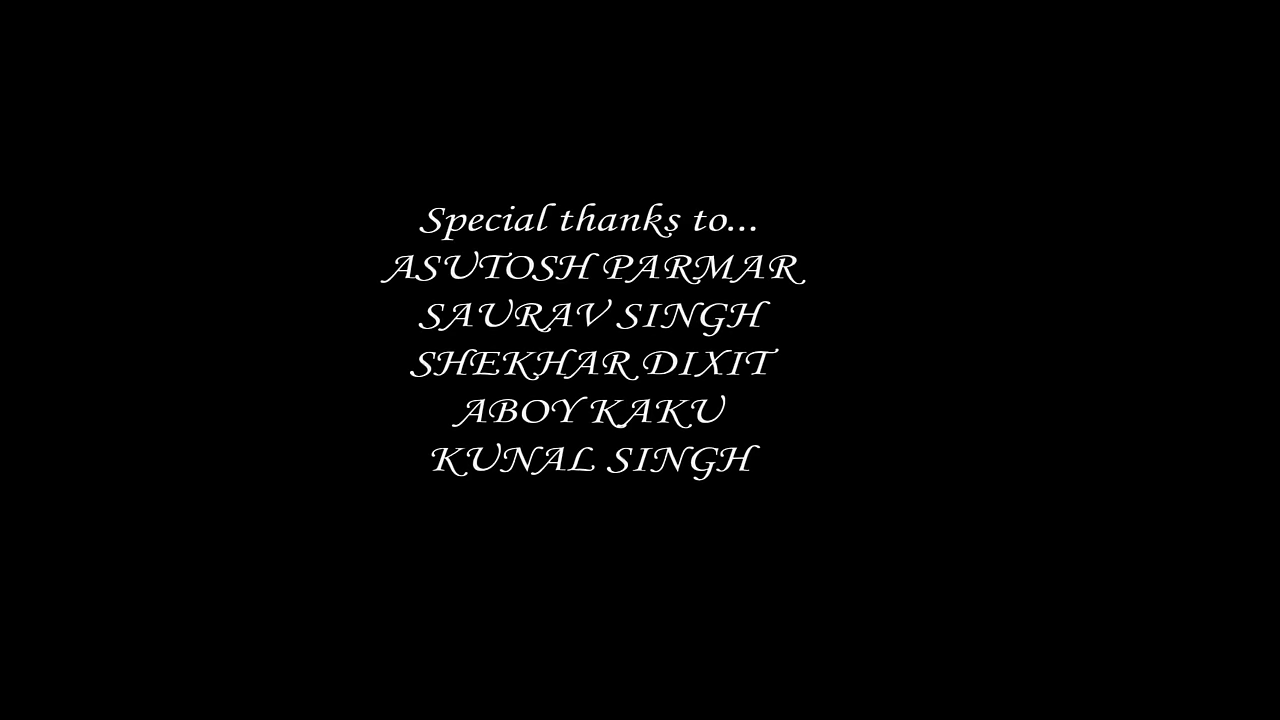 Special thanks to...
ASUTOSH PARMAR
SAURAV SINGH
SHEKHAR DIXIT
ABOY KAKU
KUNAL SINGH